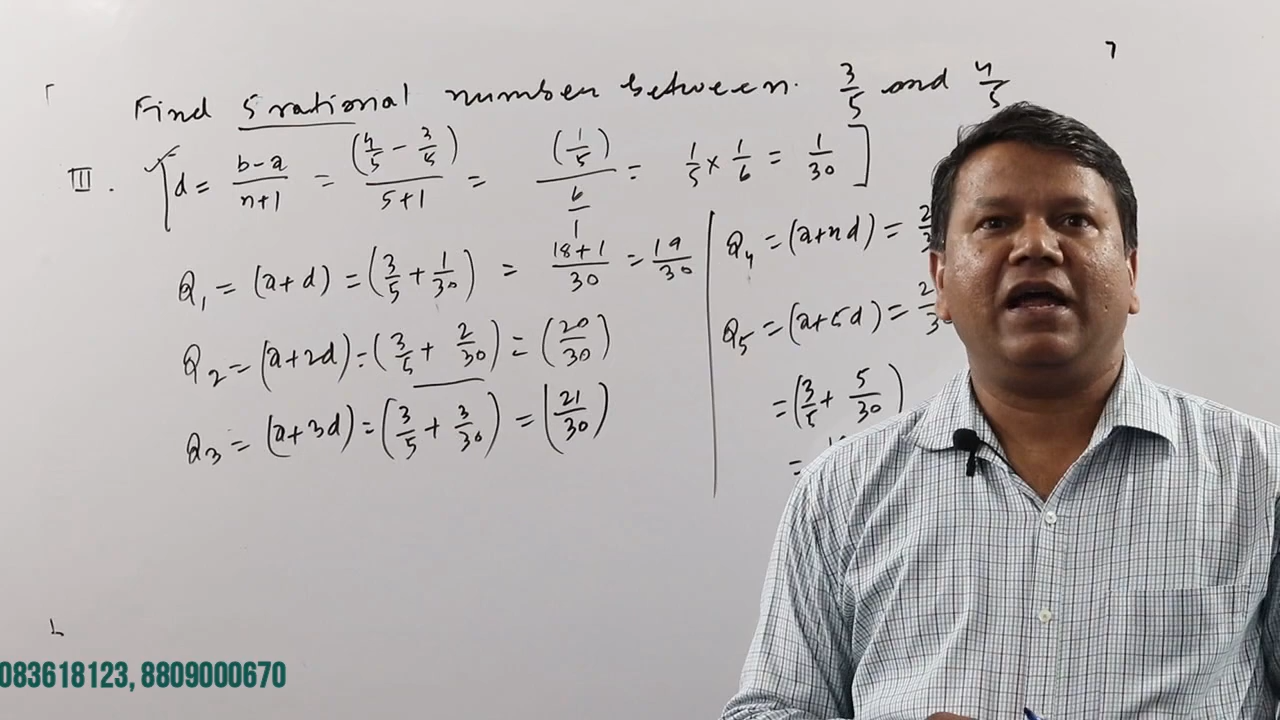 Find 5 rational number between. 3/5 and 4/5
III. d = (b-a)/(n+1) = (4/5 - 3/5)/(5+1) = (1/5)/(6/1) = 1/5 × 1/6 = 1/30 ]
Q1 = (a+d) = (3/5 + 1/30) = (18+1)/30 = 19/30
Q2 = (a+2d) = (3/5 + 2/30) = (20/30)
Q3 = (a+3d) = (3/5 + 3/30) = (21/30)
Q4 = (a+4d) =
Q5 = (a+5d) =
= (3/5 + 5/30)
=
083618123, 8809000670